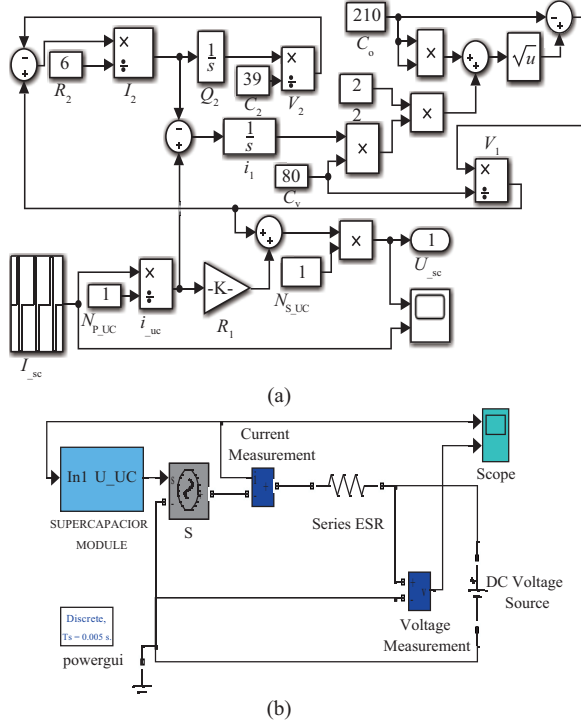 210
C_o
6
R_2
×
÷
I_2
1/s
Q_2
39
C_2
×
÷
V_2
×
√u
2
2
×
1/s
i_1
×
80
C_v
V_1
×
÷
1
N_P_UC
×
÷
i_uc
-K-
R_1
1
N_S_UC
×
1
U_sc
I_sc
(a)
Current
Measurement
In1 U_UC
SUPERCAPACIOR
MODULE
S
Series ESR
Scope
DC Voltage
Source
Voltage
Measurement
Discrete,
Ts = 0.005 s.
powergui
(b)